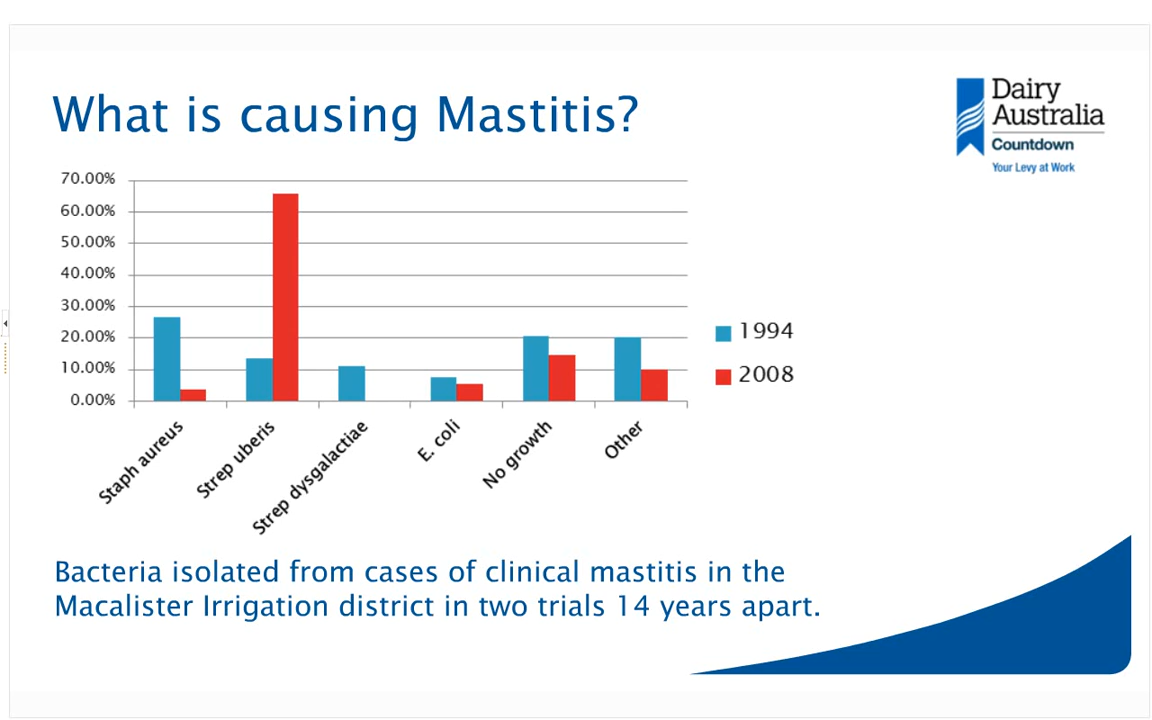 What is causing Mastitis?
Dairy
Australia
Countdown
Your Levy at Work
70.00%
60.00%
50.00%
40.00%
30.00%
20.00%
10.00%
0.00%
Staph aureus
Strep uberis
Strep dysgalactiae
E. coli
No growth
Other
1994
2008
Bacteria isolated from cases of clinical mastitis in the
Macalister Irrigation district in two trials 14 years apart.